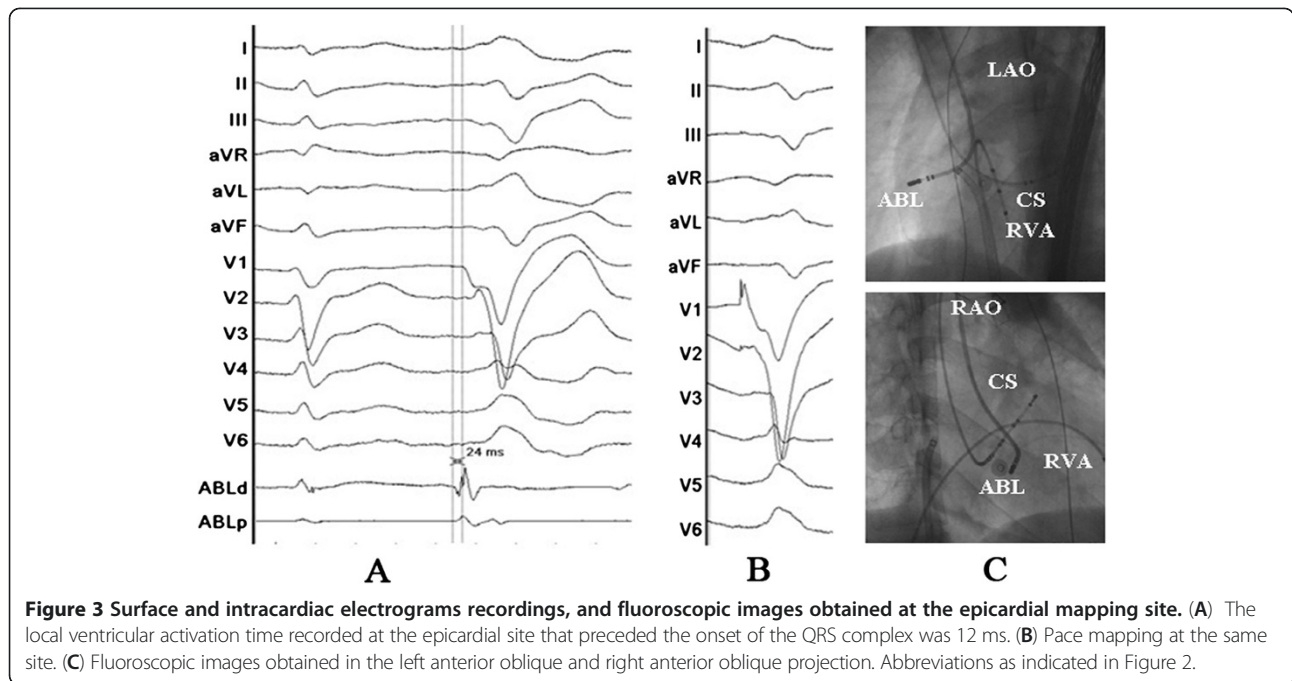 I
II
III
aVR
aVL
aVF
V1
V2
V3
V4
V5
V6
24 ms
ABLd
ABLp
A
I
II
III
aVR
aVL
aVF
V1
V2
V3
V4
V5
V6
B
LAO
ABL
CS
RVA
RAO
CS
RVA
ABL
C
Figure 3 Surface and intracardiac electrograms recordings, and fluoroscopic images obtained at the epicardial mapping site. (A) The
local ventricular activation time recorded at the epicardial site that preceded the onset of the QRS complex was 12 ms. (B) Pace mapping at the same
site. (C) Fluoroscopic images obtained in the left anterior oblique and right anterior oblique projection. Abbreviations as indicated in Figure 2.